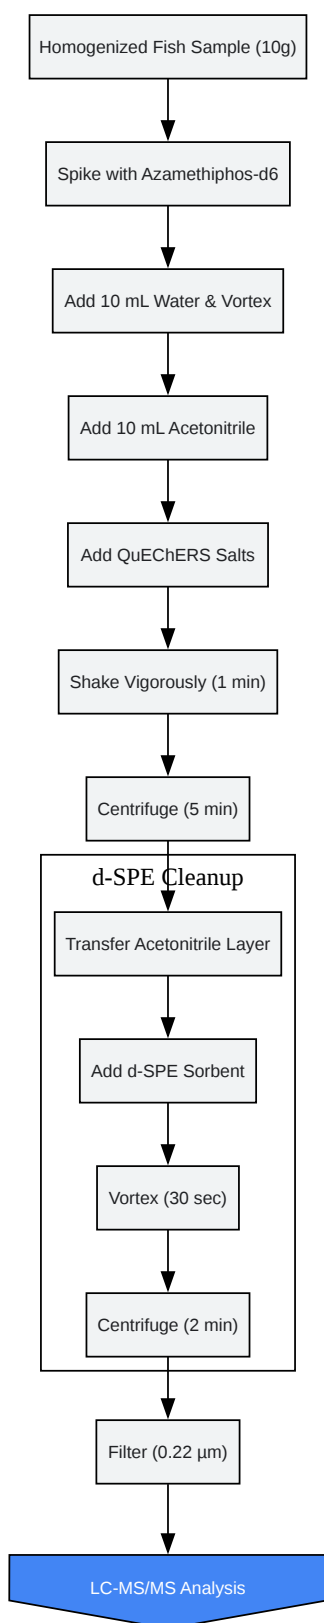 Homogenized Fish Sample (10g)
Spike with Azamethiphos-d6
Add 10 mL Water & Vortex
Add 10 mL Acetonitrile
Add QuEChERS Salts
Shake Vigorously (1 min)
Centrifuge (5 min)
d-SPE Cleanup
Transfer Acetonitrile Layer
Add d-SPE Sorbent
Vortex (30 sec)
Centrifuge (2 min)
Filter (0.22 µm)
LC-MS/MS Analysis